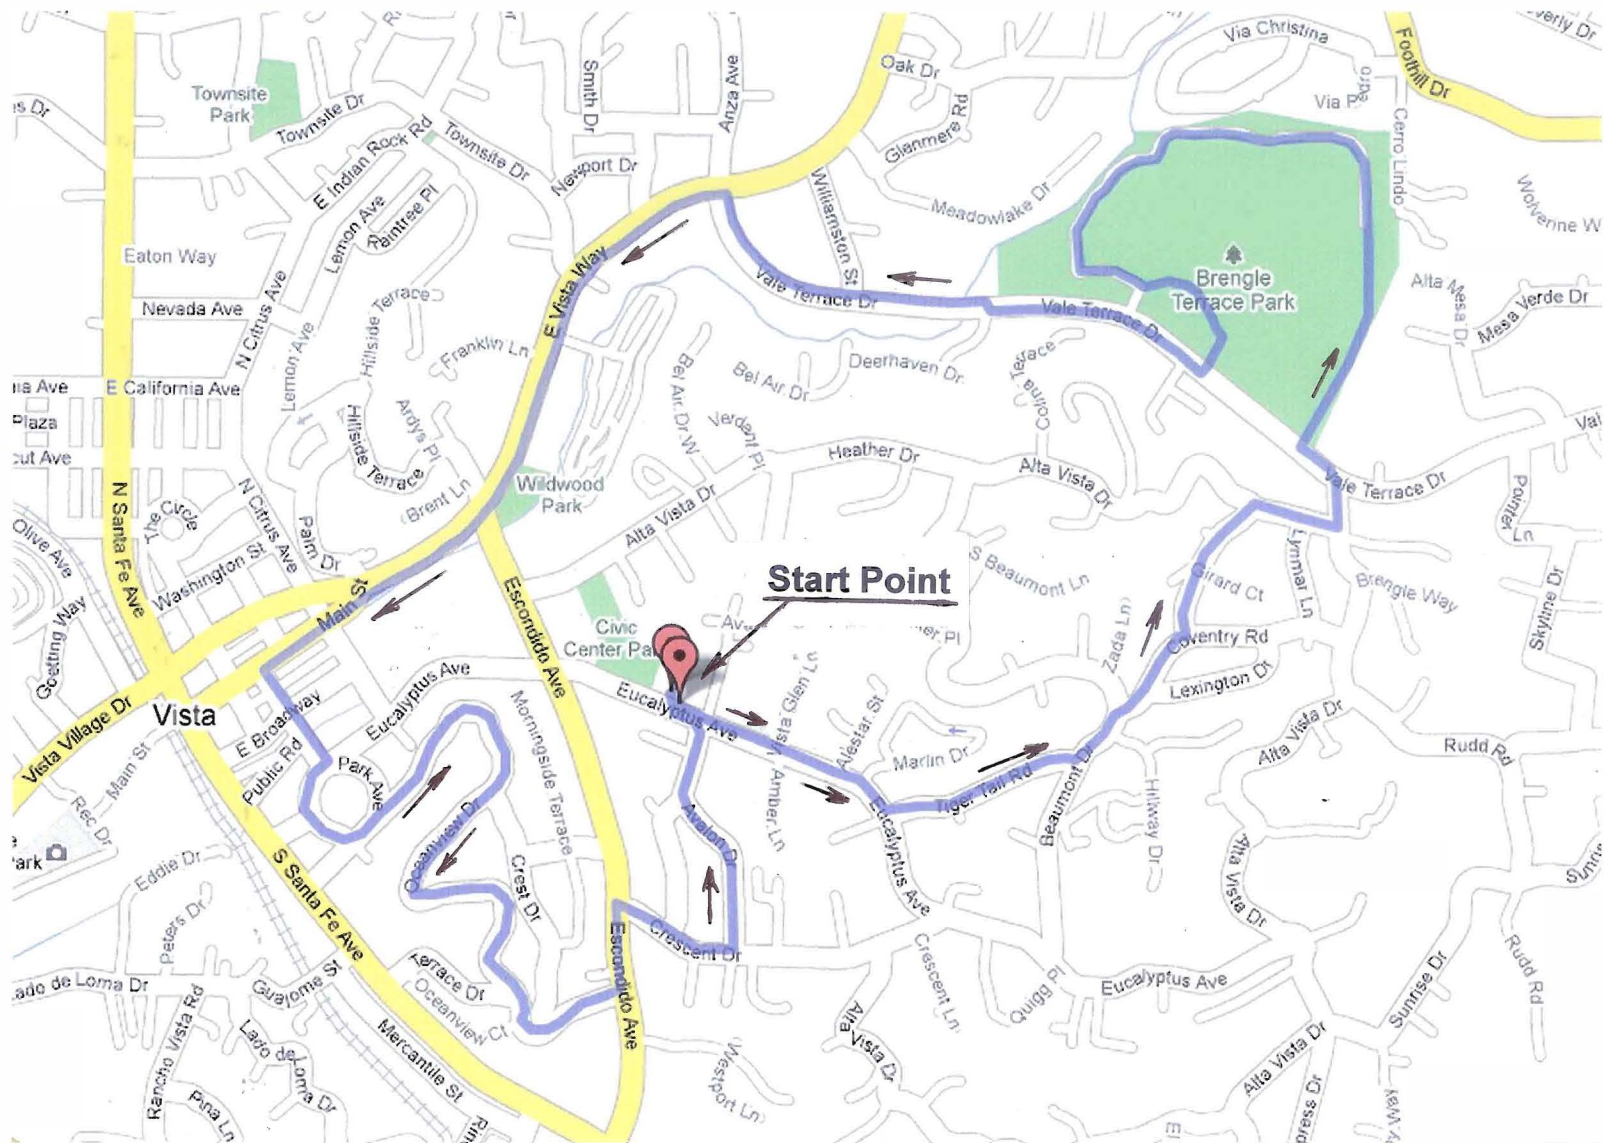 Via Christina
Foothill Dr
Oak Dr
Townsite
Park
Townsite Dr
Smith Dr
Anza Ave
Glenmere Rd
Cerro Lindo
E Indian Rock Rd
Townsite Dr
Newport Dr
Lemon Ave
Raintree Pl
Williamston St
Meadowlake Dr
Eaton Way
E Vista Way
Vale Terrace Dr
Brengle
Terrace Park
Vale Terrace Dr
Alta Mesa Dr
Mesa Verde Dr
Nevada Ave
N Citrus Ave
Hillside Terrace
Lemon Ave
Franklin Ln
Deerhaven Dr
Bel Air Dr
Bel Air Dr W
Verdant Pl
Colina Terrace
E California Ave
Plaza
Hillside Terrace
Ardys Pl
Heather Dr
Alta Vista Dr
Vale Terrace Dr
Wildwood
Park
Brent Ln
Alta Vista Dr
N Santa Fe Ave
The Circle
N Citrus Ave
Palm Dr
Olive Ave
Washington St
Pointer Ln
Start Point
S Beaumont Ln
Girard Ct
Lymar Ln
Brengle Way
Skyline Dr
Main St
Escondido Ave
Civic
Center Pa
Zada Ln
Coventry Rd
Lexington Dr
Goetting Way
Eucalyptus Ave
Eucalyptus Ave
Vista Glen Ln
Alestar St
Marlin Dr
Alta Vista Dr
Rudd Rd
Vista
Vista Village Dr
E Broadway
Public Rd
Park Ave
Morningside Terrace
Amber Ln
Tiger Tail Rd
Beaumont Dr
Hillway Dr
Main St
Rec Dr
Oceanview Dr
Avalon Dr
Eucalyptus Ave
Alta Vista Dr
Park
Eddie Dr
S Santa Fe Ave
Crest Dr
Peters Dr
Escondido Ave
Crescent Dr
Crescent Ln
Quigg Pl
Eucalyptus Ave
Sunrise Dr
Rudd Rd
Guajome St
Terrace Dr
Oceanview Ct
Rancho Vista Rd
Lado de Loma Dr
Mercantile St
Westport Ln
Alta Vista Dr
Alta Vista Dr
Pina Ln